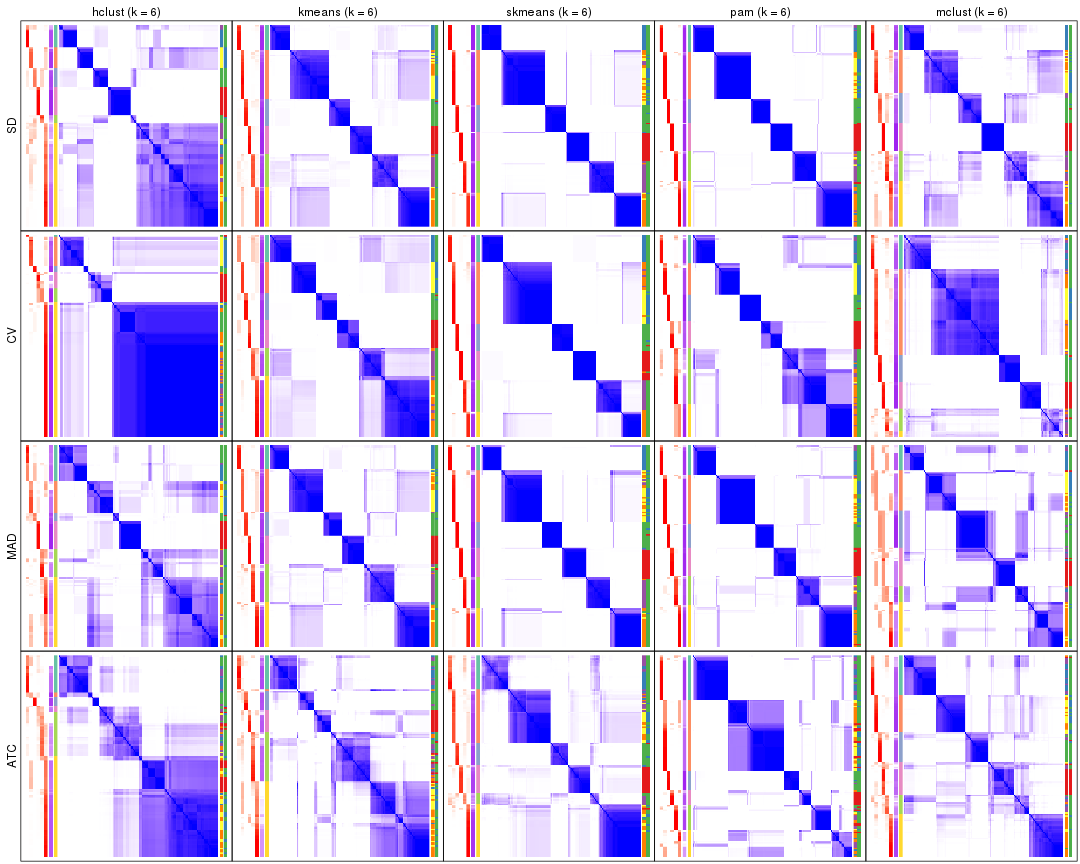 hclust (k = 6) kmeans (k = 6) skmeans (k = 6) pam (k = 6) mclust (k = 6)
SD
CV
MAD
ATC